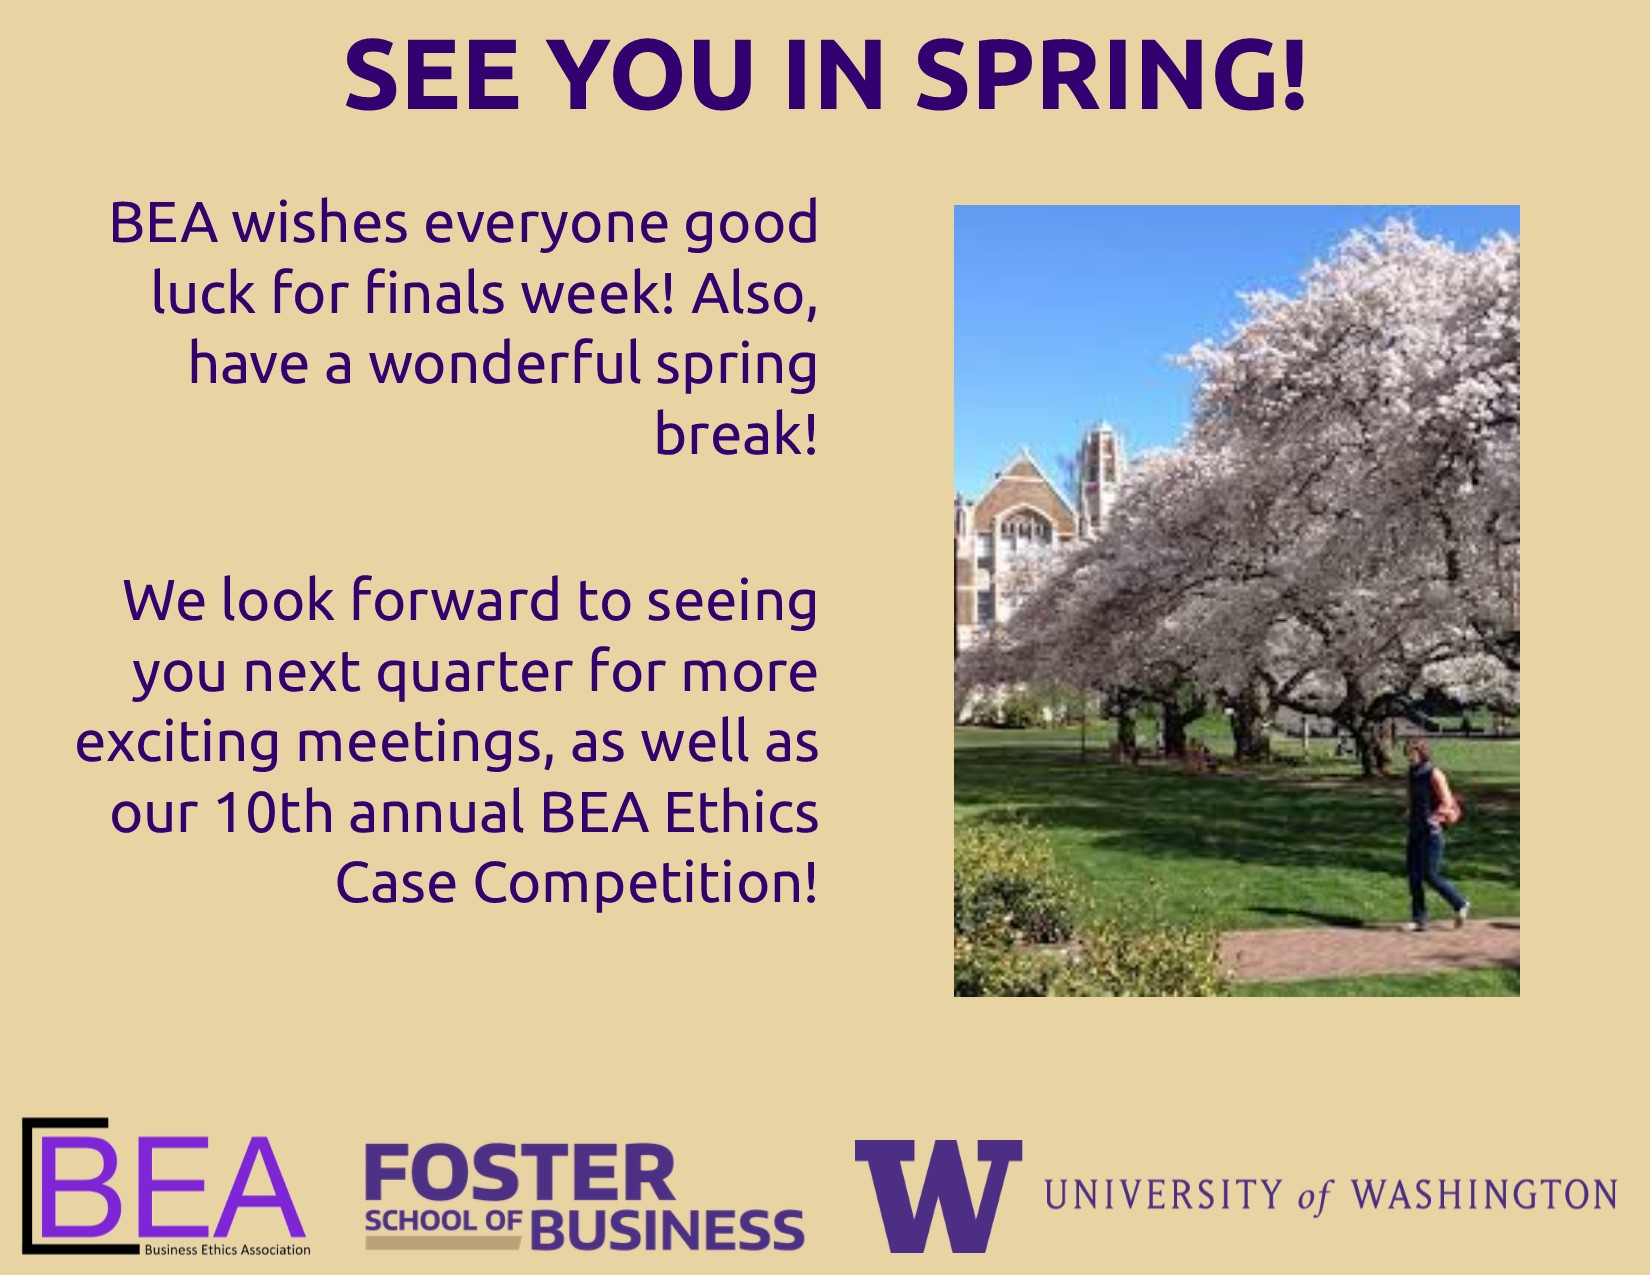 SEE YOU IN SPRING!
BEA wishes everyone good
luck for finals week! Also,
have a wonderful spring
break!
We look forward to seeing
you next quarter for more
exciting meetings, as well as
our 10th annual BEA Ethics
Case Competition!
BEA
Business Ethics Association
FOSTER
SCHOOL OF BUSINESS
W
UNIVERSITY of WASHINGTON